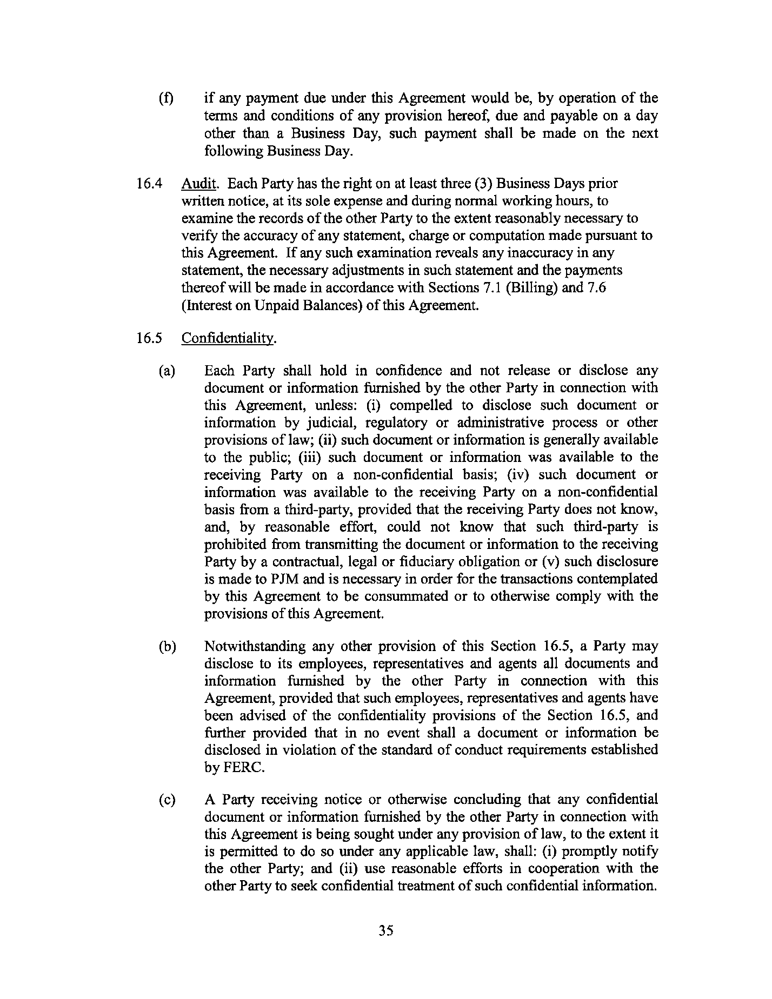 (f) if any payment due under this Agreement would be, by operation of the
terms and conditions of any provision hereof, due and payable on a day
other than a Business Day, such payment shall be made on the next
following Business Day.
16.4 Audit. Each Party has the right on at least three (3) Business Days prior
written notice, at its sole expense and during normal working hours, to
examine the records of the other Party to the extent reasonably necessary to
verify the accuracy of any statement, charge or computation made pursuant to
this Agreement. If any such examination reveals any inaccuracy in any
statement, the necessary adjustments in such statement and the payments
thereof will be made in accordance with Sections 7.1 (Billing) and 7.6
(Interest on Unpaid Balances) of this Agreement.
16.5 Confidentiality.
(a) Each Party shall hold in confidence and not release or disclose any
document or information furnished by the other Party in connection with
this Agreement, unless: (i) compelled to disclose such document or
information by judicial, regulatory or administrative process or other
provisions of law; (ii) such document or information is generally available
to the public; (iii) such document or information was available to the
receiving Party on a non-confidential basis; (iv) such document or
information was available to the receiving Party on a non-confidential
basis from a third-party, provided that the receiving Party does not know,
and, by reasonable effort, could not know that such third-party is
prohibited from transmitting the document or information to the receiving
Party by a contractual, legal or fiduciary obligation or (v) such disclosure
is made to PJM and is necessary in order for the transactions contemplated
by this Agreement to be consummated or to otherwise comply with the
provisions of this Agreement.
(b) Notwithstanding any other provision of this Section 16.5, a Party may
disclose to its employees, representatives and agents all documents and
information furnished by the other Party in connection with this
Agreement, provided that such employees, representatives and agents have
been advised of the confidentiality provisions of the Section 16.5, and
further provided that in no event shall a document or information be
disclosed in violation of the standard of conduct requirements established
by FERC.
(c) A Party receiving notice or otherwise concluding that any confidential
document or information furnished by the other Party in connection with
this Agreement is being sought under any provision of law, to the extent it
is permitted to do so under any applicable law, shall: (i) promptly notify
the other Party; and (ii) use reasonable efforts in cooperation with the
other Party to seek confidential treatment of such confidential information.
35